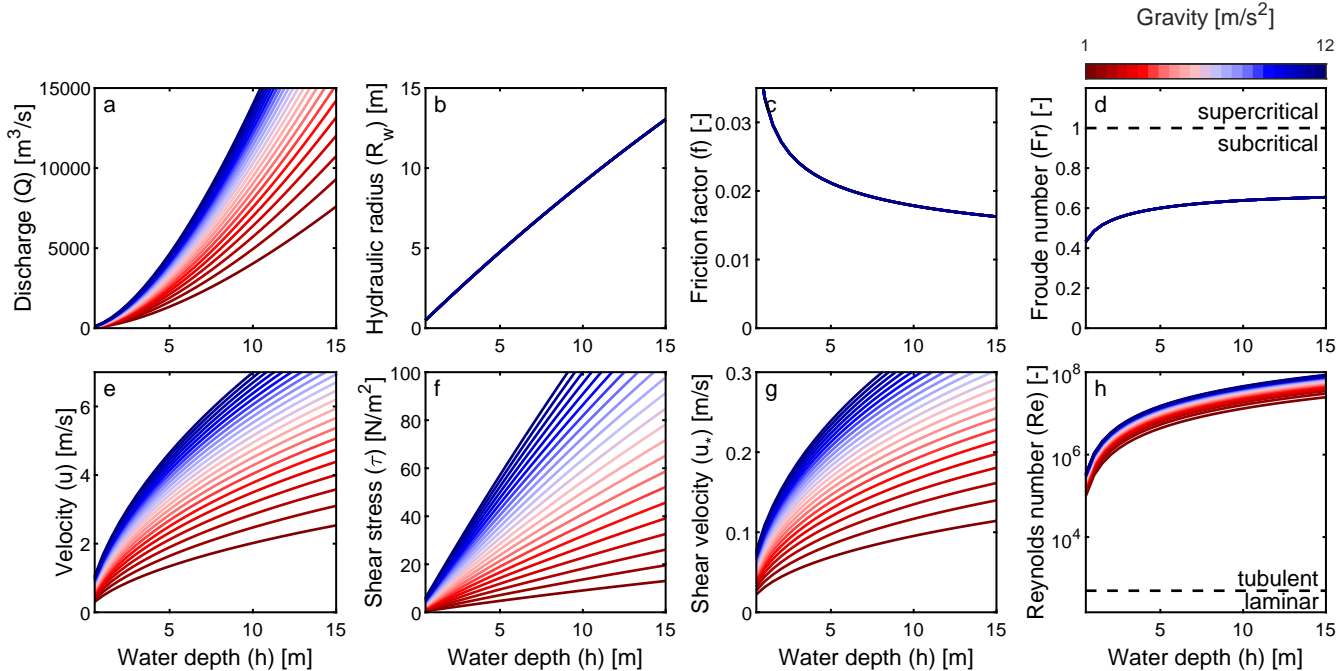 Gravity [m/s²]
1 12
a
Discharge (Q) [m³/s]
15000
10000
5000
0
5 10 15
b
Hydraulic radius (R_w) [m]
15
10
5
0
5 10 15
c
Friction factor (f) [-]
0.03
0.02
0.01
0
5 10 15
d
Froude number (Fr) [-]
supercritical
subcritical
1
0.8
0.6
0.4
0.2
0
5 10 15
e
Velocity (u) [m/s]
6
4
2
0
5 10 15
Water depth (h) [m]
f
Shear stress (τ) [N/m²]
100
80
60
40
20
0
5 10 15
Water depth (h) [m]
g
Shear velocity (u_*) [m/s]
0.3
0.2
0.1
0
5 10 15
Water depth (h) [m]
h
Reynolds number (Re) [-]
10⁸
10⁶
10⁴
tubulent
laminar
5 10 15
Water depth (h) [m]